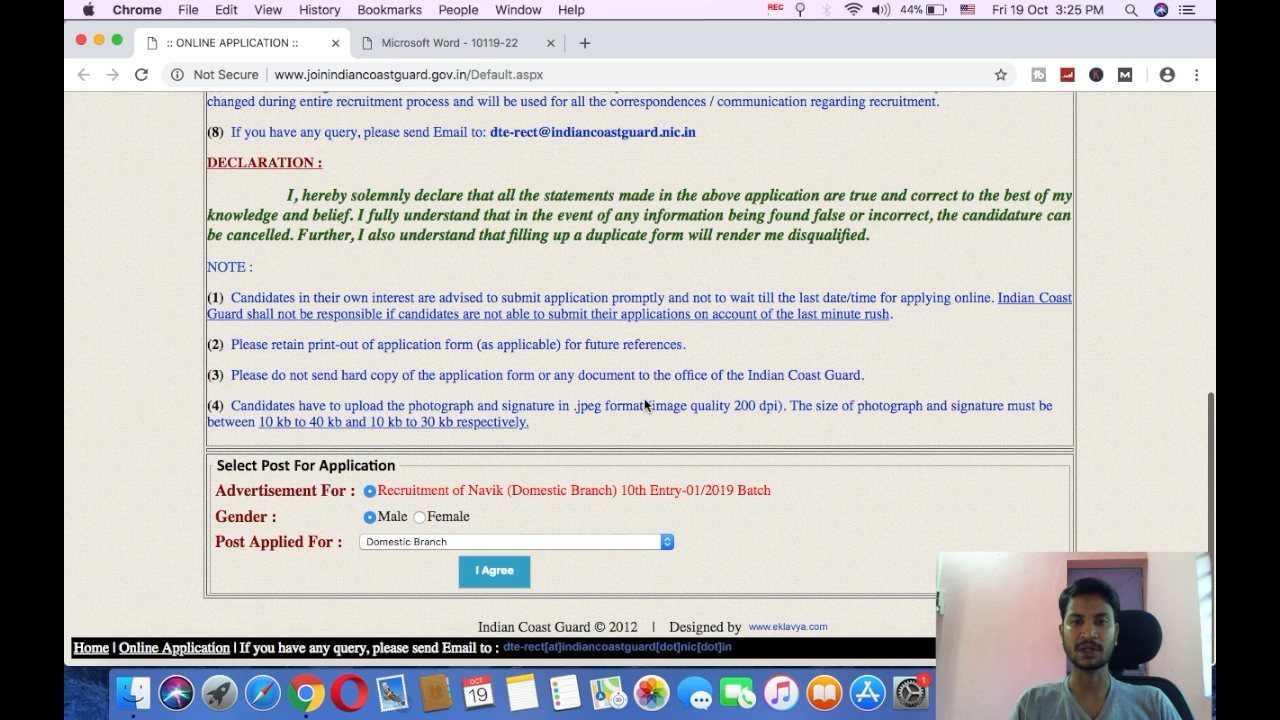 Chrome File Edit View History Bookmarks People Window Help REC 44% Fri 19 Oct 3:25 PM
:: ONLINE APPLICATION :: × Microsoft Word - 10119-22 × +
Not Secure | www.joinindiancoastguard.gov.in/Default.aspx
changed during entire recruitment process and will be used for all the correspondences / communication regarding recruitment.
(8) If you have any query, please send Email to: dte-rect@indiancoastguard.nic.in
DECLARATION :
I, hereby solemnly declare that all the statements made in the above application are true and correct to the best of my
knowledge and belief. I fully understand that in the event of any information being found false or incorrect, the candidature can
be cancelled. Further, I also understand that filling up a duplicate form will render me disqualified.
NOTE :
(1) Candidates in their own interest are advised to submit application promptly and not to wait till the last date/time for applying online. Indian Coast
Guard shall not be responsible if candidates are not able to submit their applications on account of the last minute rush.
(2) Please retain print-out of application form (as applicable) for future references.
(3) Please do not send hard copy of the application form or any document to the office of the Indian Coast Guard.
(4) Candidates have to upload the photograph and signature in .jpeg format(image quality 200 dpi). The size of photograph and signature must be
between 10 kb to 40 kb and 10 kb to 30 kb respectively.
Select Post For Application
Advertisement For : Recruitment of Navik (Domestic Branch) 10th Entry-01/2019 Batch
Gender : Male Female
Post Applied For : Domestic Branch
I Agree
Indian Coast Guard © 2012 | Designed by www.eklavya.com
Home | Online Application | If you have any query, please send Email to : dte-rect[at]indiancoastguard[dot]nic[dot]in
OCT
19
1